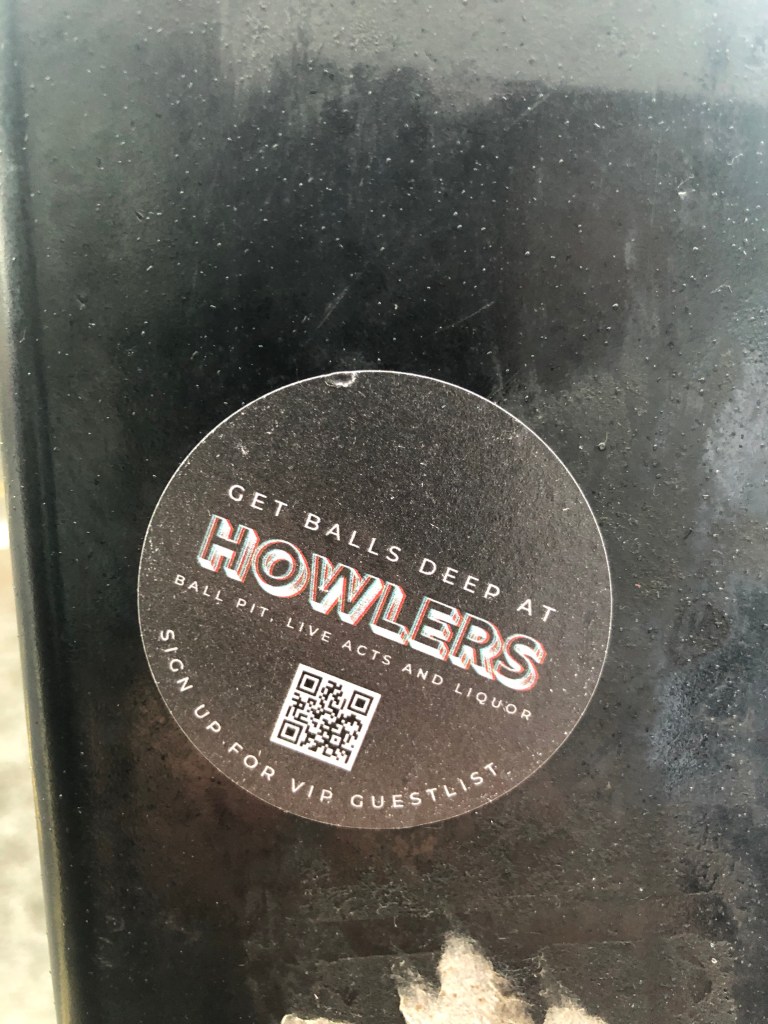 GET BALLS DEEP AT
HOWLERS
BALL PIT, LIVE ACTS AND LIQUOR
SIGN UP FOR VIP GUESTLIST